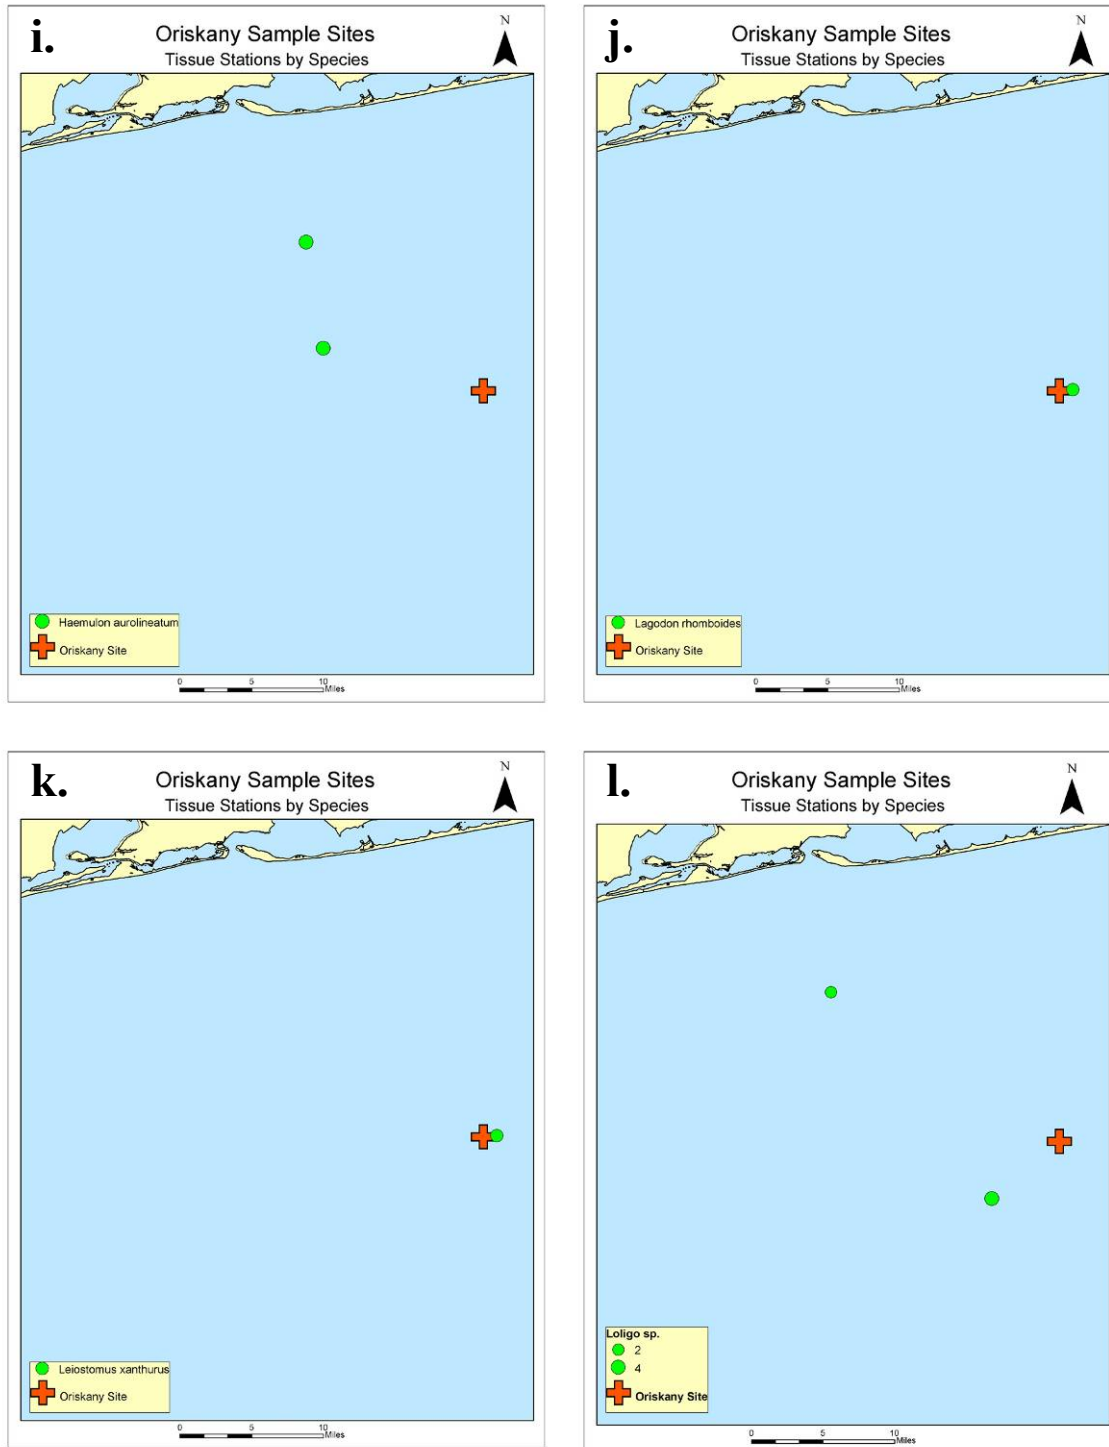 i.
Oriskany Sample Sites
Tissue Stations by Species
N
Haemulon aurolineatum
Oriskany Site
0 5 10
Miles
j.
Oriskany Sample Sites
Tissue Stations by Species
N
Lagodon rhomboides
Oriskany Site
0 5 10
Miles
k.
Oriskany Sample Sites
Tissue Stations by Species
N
Leiostomus xanthurus
Oriskany Site
0 5 10
Miles
l.
Oriskany Sample Sites
Tissue Stations by Species
N
Loligo sp.
2
4
Oriskany Site
0 5 10
Miles